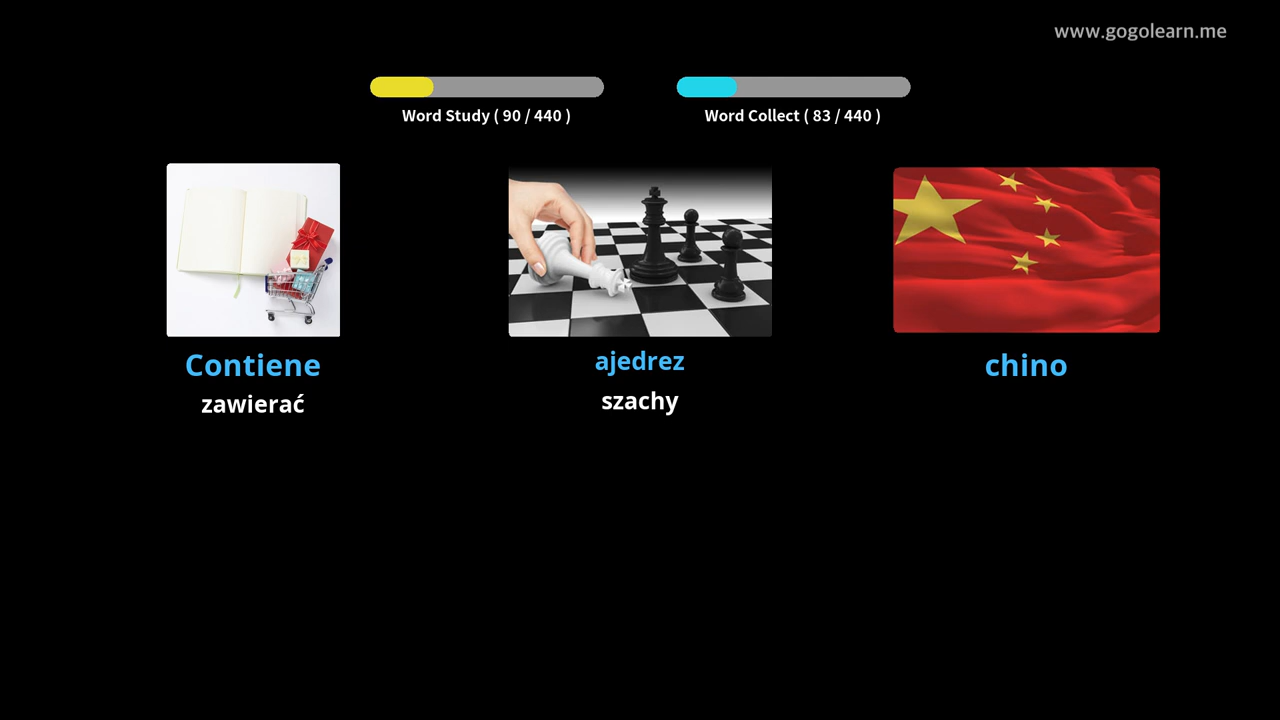 www.gogolearn.me
Word Study ( 90 / 440 )
Word Collect ( 83 / 440 )
Contiene
zawierać
ajedrez
szachy
chino